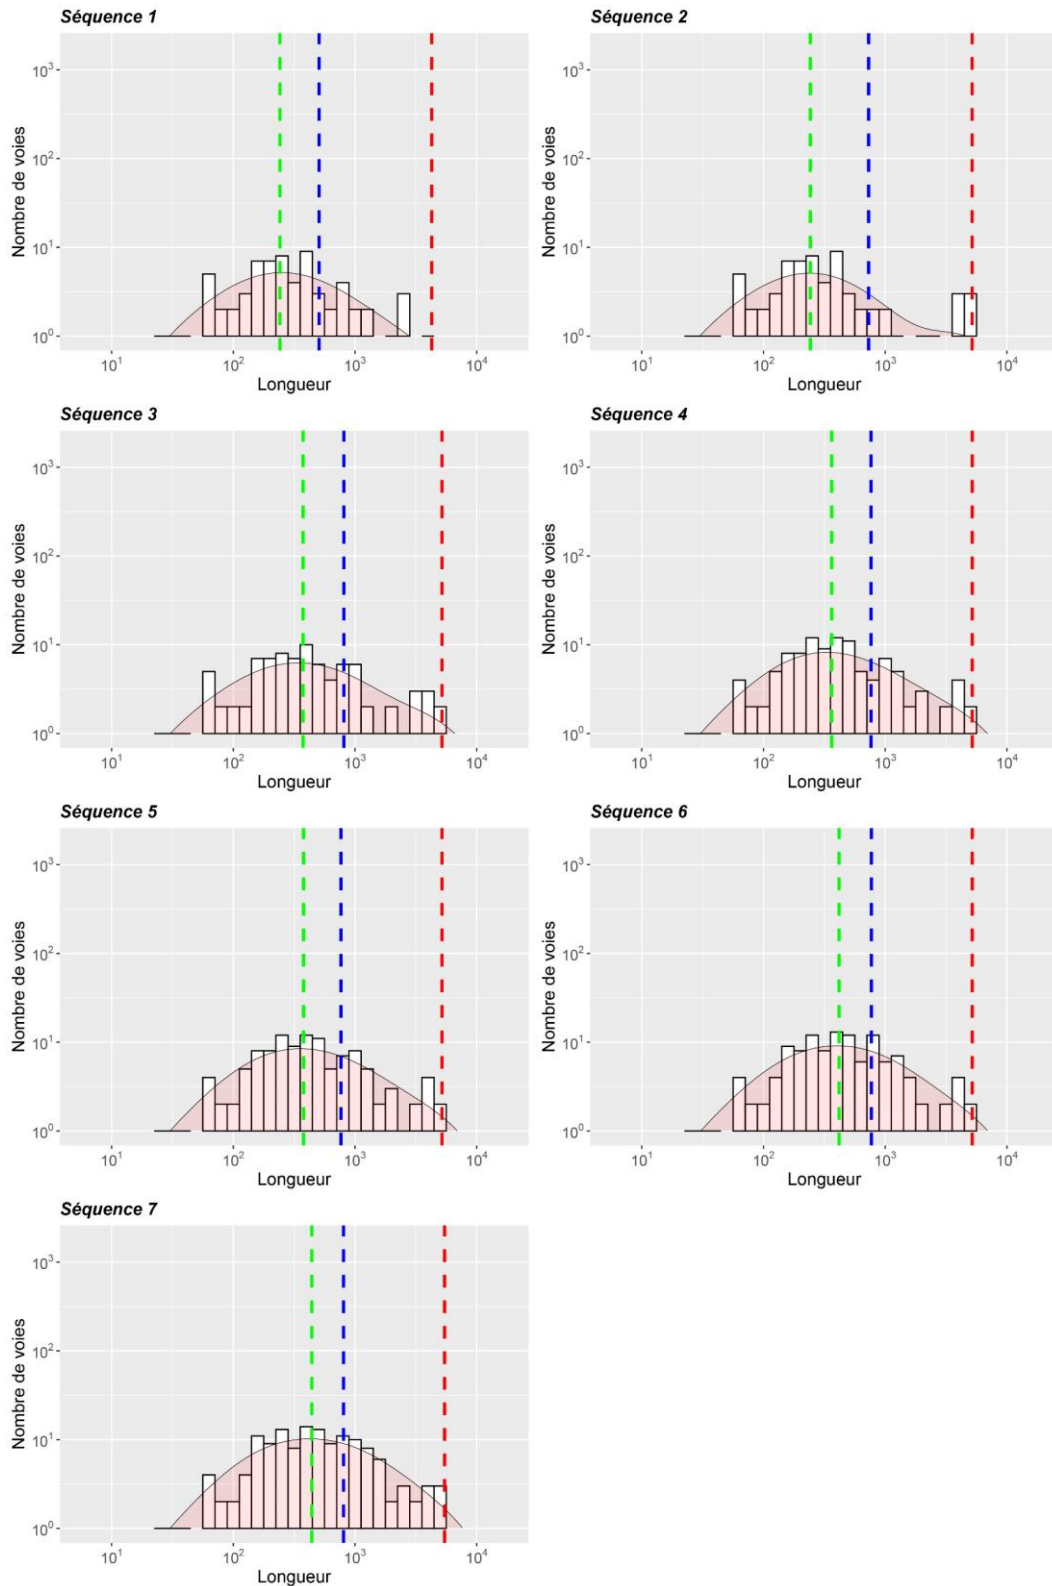 Séquence 1
Séquence 2
10³
10³
10²
10²
10¹
10¹
10⁰
10⁰
Nombre de voies
Nombre de voies
10¹ 10² 10³ 10⁴
10¹ 10² 10³ 10⁴
Longueur
Longueur
Séquence 3
Séquence 4
10³
10³
10²
10²
10¹
10¹
10⁰
10⁰
Nombre de voies
Nombre de voies
10¹ 10² 10³ 10⁴
10¹ 10² 10³ 10⁴
Longueur
Longueur
Séquence 5
Séquence 6
10³
10³
10²
10²
10¹
10¹
10⁰
10⁰
Nombre de voies
Nombre de voies
10¹ 10² 10³ 10⁴
10¹ 10² 10³ 10⁴
Longueur
Longueur
Séquence 7
10³
10²
10¹
10⁰
Nombre de voies
10¹ 10² 10³ 10⁴
Longueur